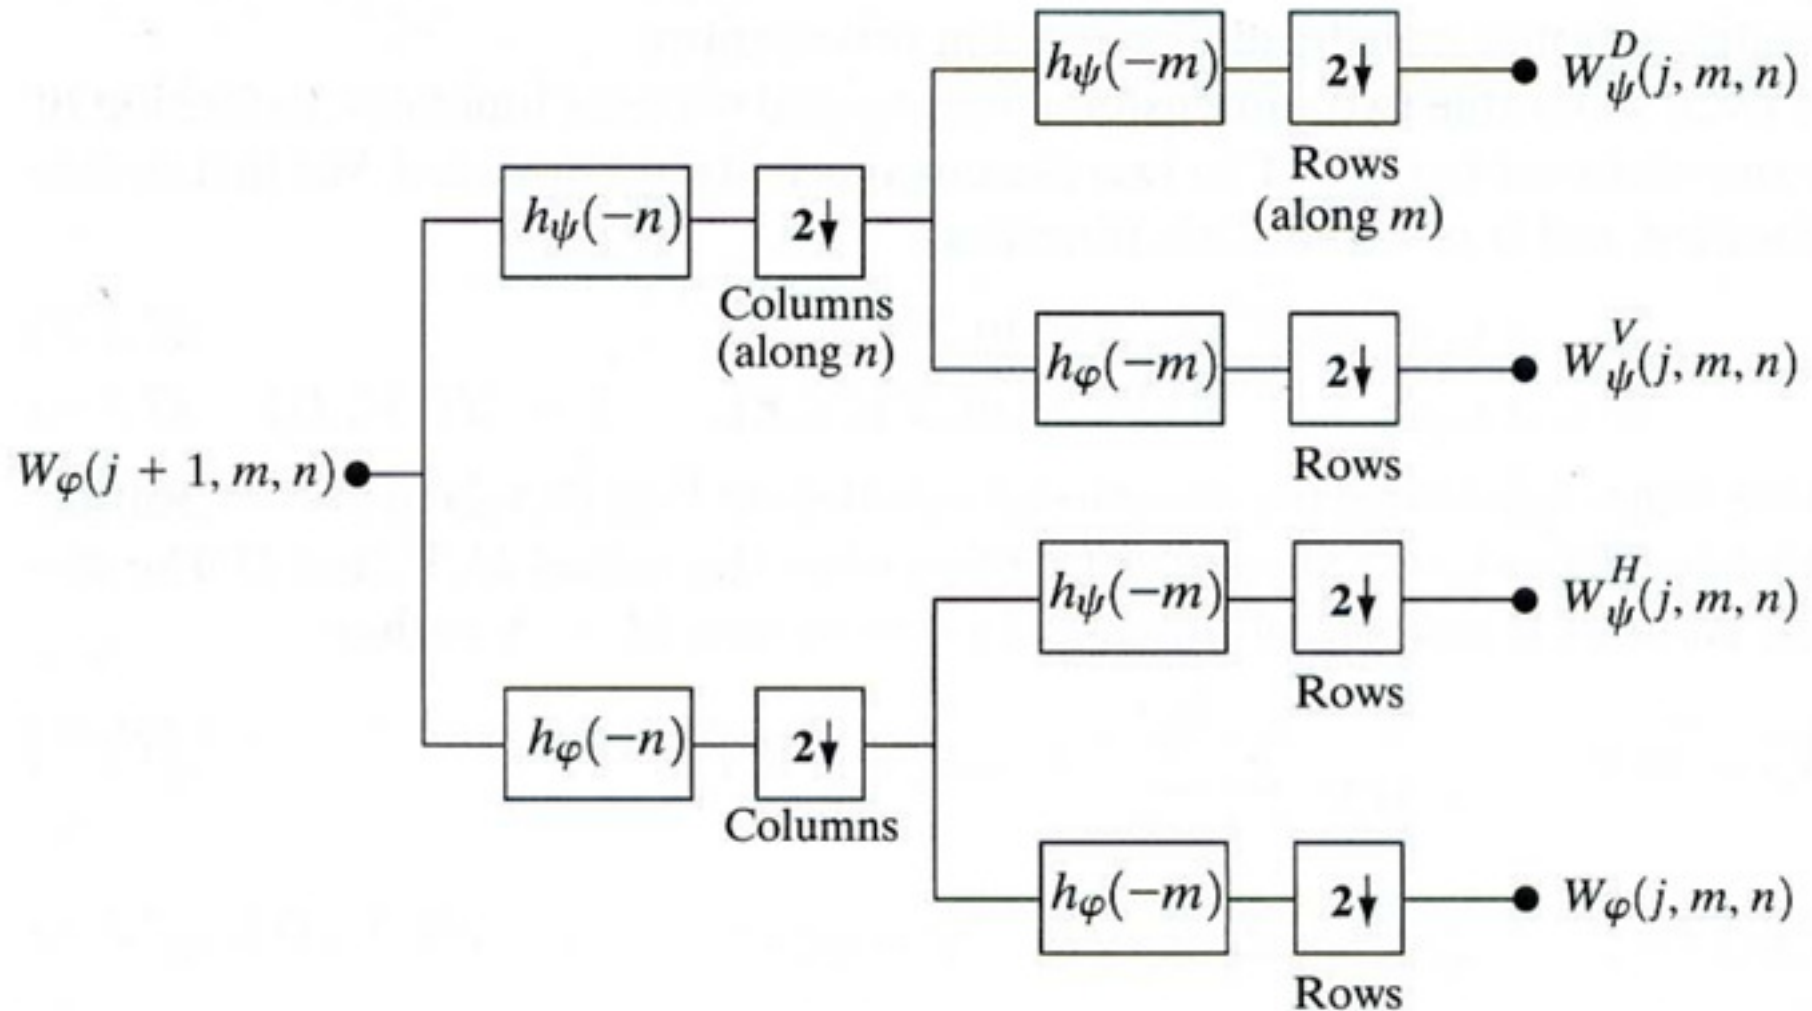 h_ψ(−m)
2↓
W_ψ^D(j, m, n)
Rows
(along m)
h_ψ(−n)
2↓
Columns
(along n)
h_φ(−m)
2↓
W_ψ^V(j, m, n)
Rows
W_φ(j + 1, m, n)
h_ψ(−m)
2↓
W_ψ^H(j, m, n)
Rows
h_φ(−n)
2↓
Columns
h_φ(−m)
2↓
W_φ(j, m, n)
Rows